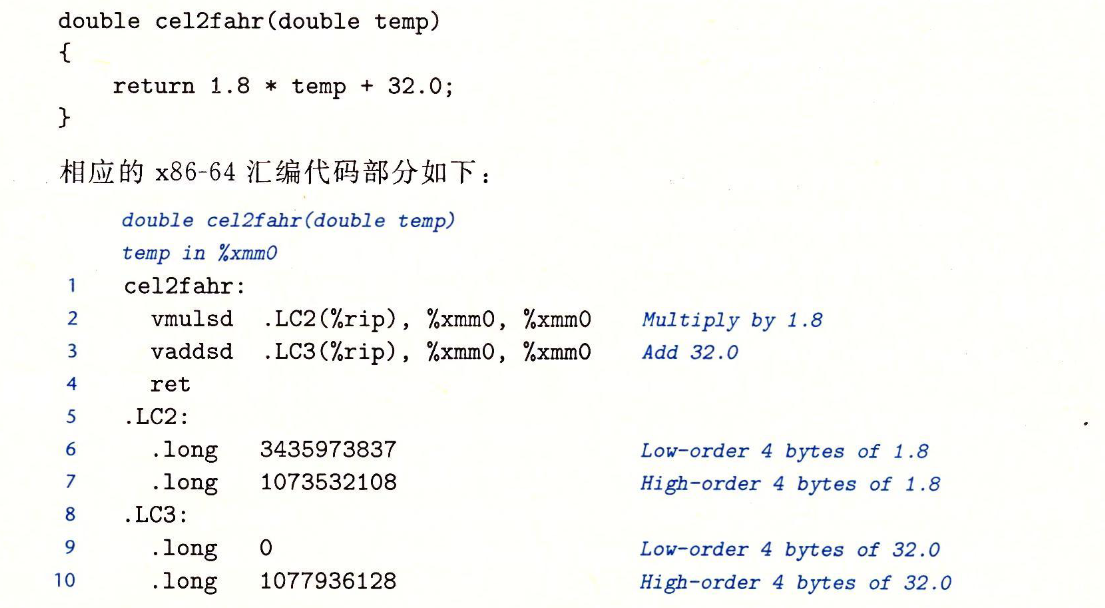 double cel2fahr(double temp)
{
    return 1.8 * temp + 32.0;
}
相应的 x86-64 汇编代码部分如下：
double cel2fahr(double temp)
temp in %xmm0
1 cel2fahr:
2 vmulsd .LC2(%rip), %xmm0, %xmm0 Multiply by 1.8
3 vaddsd .LC3(%rip), %xmm0, %xmm0 Add 32.0
4 ret
5 .LC2:
6 .long 3435973837 Low-order 4 bytes of 1.8
7 .long 1073532108 High-order 4 bytes of 1.8
8 .LC3:
9 .long 0 Low-order 4 bytes of 32.0
10 .long 1077936128 High-order 4 bytes of 32.0